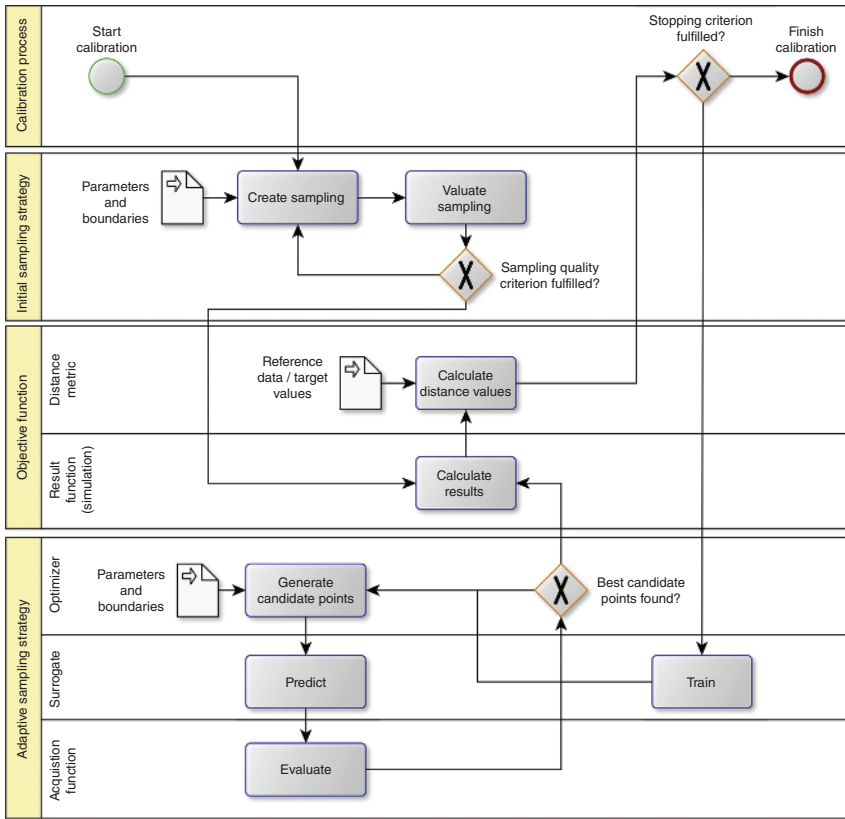 Calibration process
Start
calibration
Stopping criterion
fulfilled?
X
Finish
calibration
Initial sampling strategy
Parameters
and
boundaries
Create sampling
Valuate
sampling
X
Sampling quality
criterion fulfilled?
Objective function
Distance
metric
Reference
data / target
values
Calculate
distance values
Result
function
(simulation)
Calculate
results
Adaptive sampling strategy
Optimizer
Parameters
and
boundaries
Generate
candidate points
X
Best candidate
points found?
Surrogate
Predict
Train
Acquistion
function
Evaluate